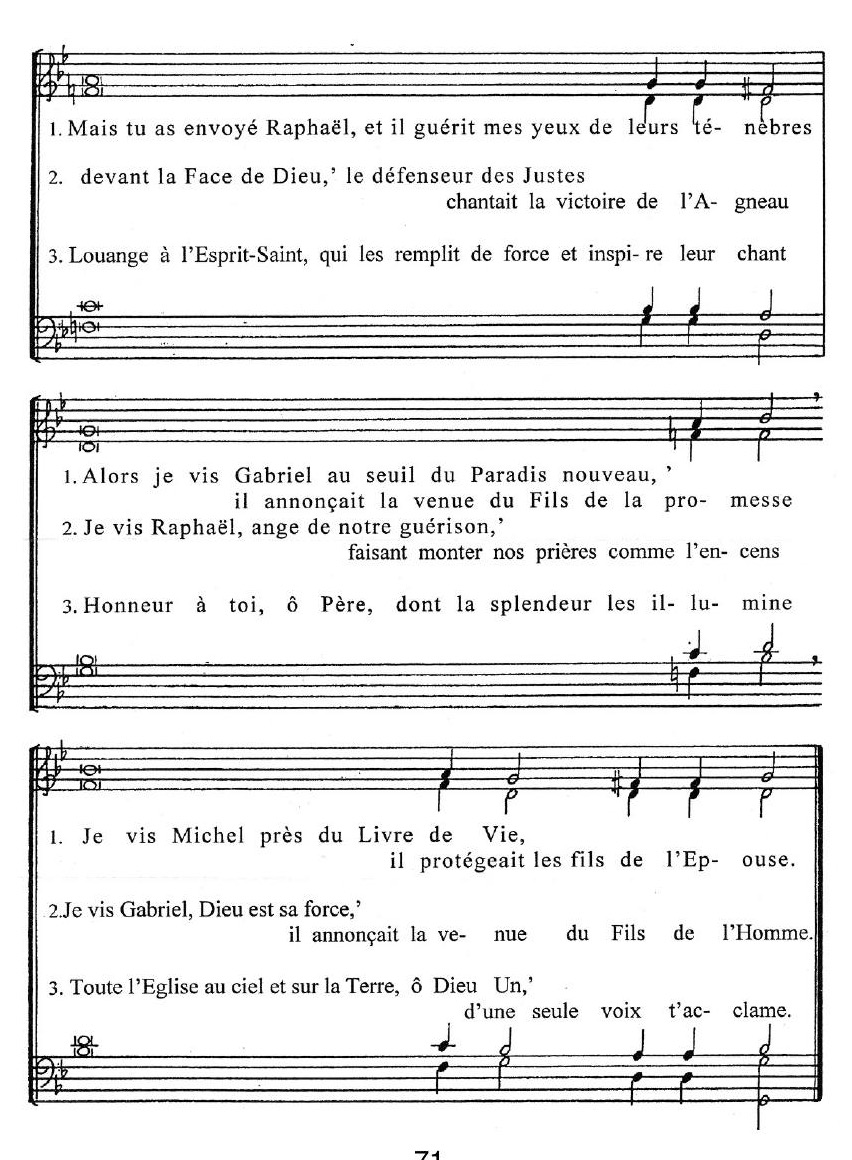 1. Mais tu as envoyé Raphaël, et il guérit mes yeux de leurs té- nèbres
2. devant la Face de Dieu,’ le défenseur des Justes
chantait la victoire de l’A- gneau
3. Louange à l’Esprit-Saint, qui les remplit de force et inspi- re leur chant
1. Alors je vis Gabriel au seuil du Paradis nouveau, ’
il annonçait la venue du Fils de la pro- messe
2. Je vis Raphaël, ange de notre guérison,’
faisant monter nos prières comme l’en- cens
3. Honneur à toi, ô Père, dont la splendeur les il- lu- mine
1. Je vis Michel près du Livre de Vie,
il protégeait les fils de l’Ep- ouse.
2.Je vis Gabriel, Dieu est sa force,’
il annonçait la ve- nue du Fils de l’Homme.
3. Toute l’Eglise au ciel et sur la Terre, ô Dieu Un,’
d’une seule voix t’ac- clame.
71